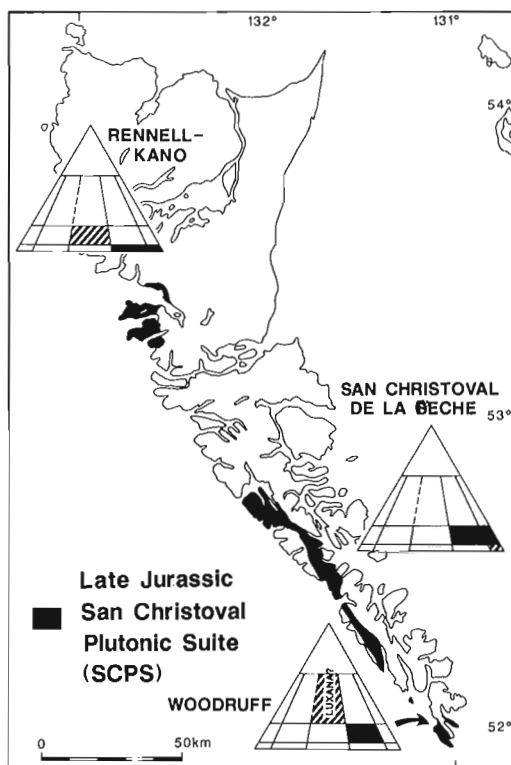 132°
131°
54°
RENNELL-
KANO
SAN CHRISTOVAL
DE LA BECHE
53°
Late Jurassic
San Christoval
Plutonic Suite
(SCPS)
WOODRUFF
LUXANA?
52°
0
50km